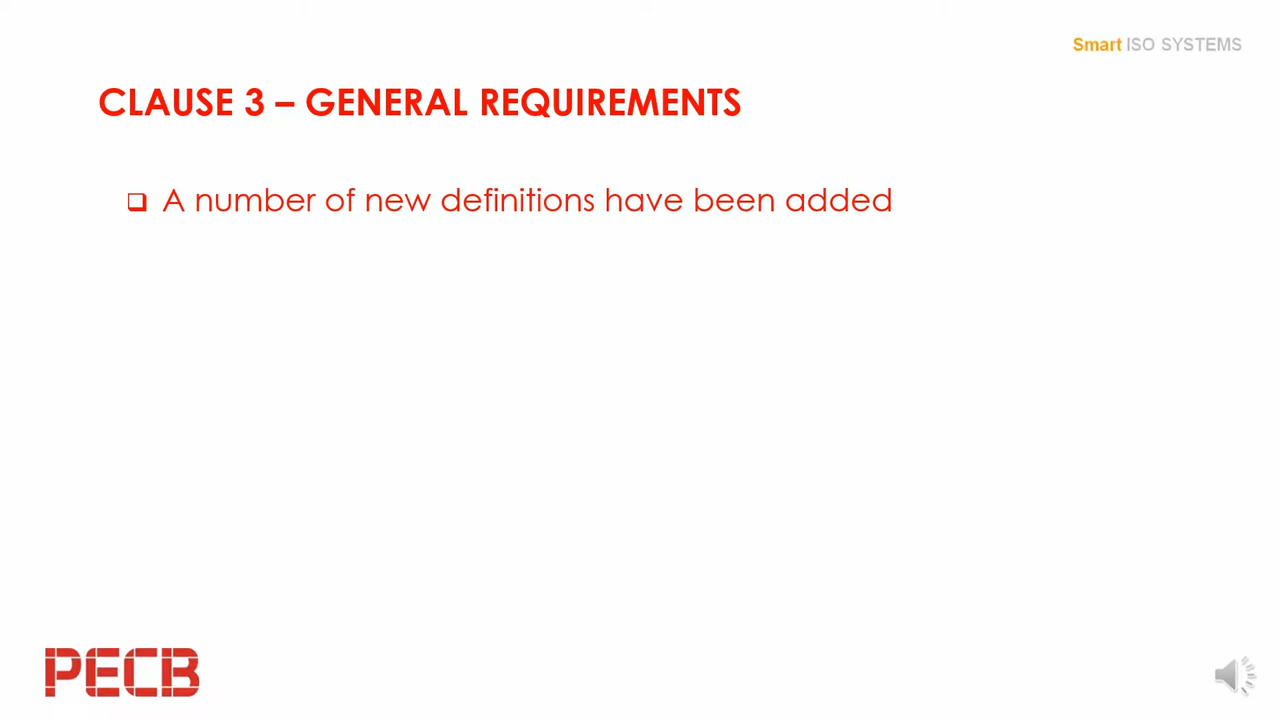 Smart ISO SYSTEMS
CLAUSE 3 – GENERAL REQUIREMENTS
A number of new definitions have been added
PECB